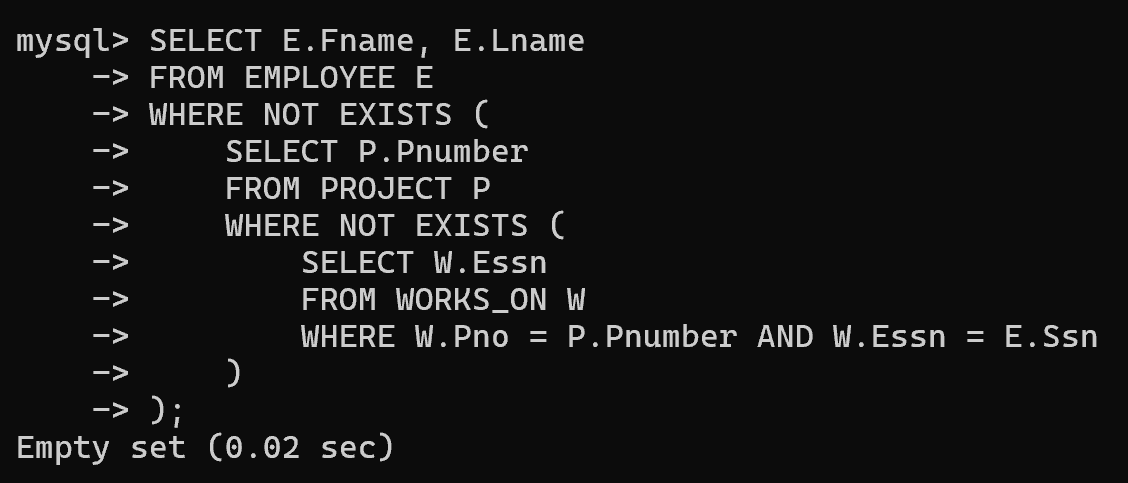 mysql> SELECT E.Fname, E.Lname
    -> FROM EMPLOYEE E
    -> WHERE NOT EXISTS (
    ->     SELECT P.Pnumber
    ->     FROM PROJECT P
    ->     WHERE NOT EXISTS (
    ->         SELECT W.Essn
    ->         FROM WORKS_ON W
    ->         WHERE W.Pno = P.Pnumber AND W.Essn = E.Ssn
    ->     )
    -> );
Empty set (0.02 sec)